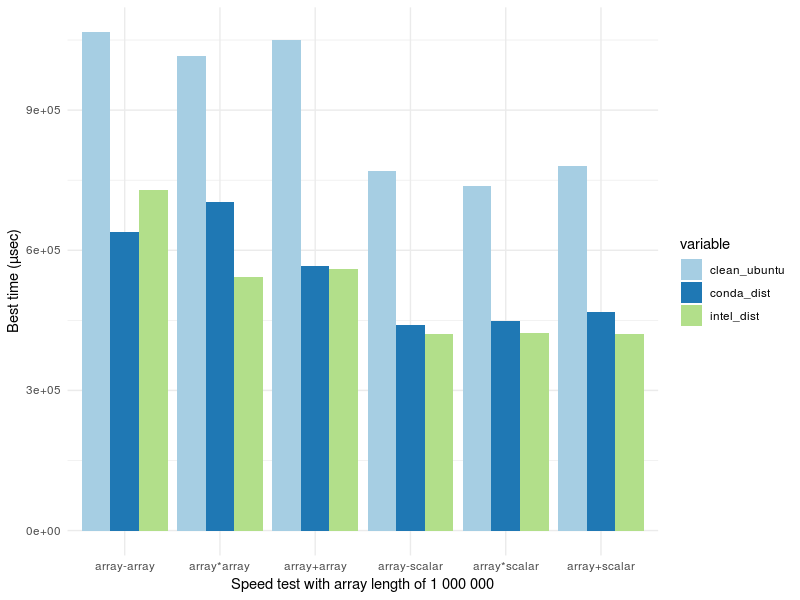 9e+05
6e+05
3e+05
0e+00
Best time (µsec)
array-array array*array array+array array-scalar array*scalar array+scalar
Speed test with array length of 1 000 000
variable
clean_ubuntu
conda_dist
intel_dist